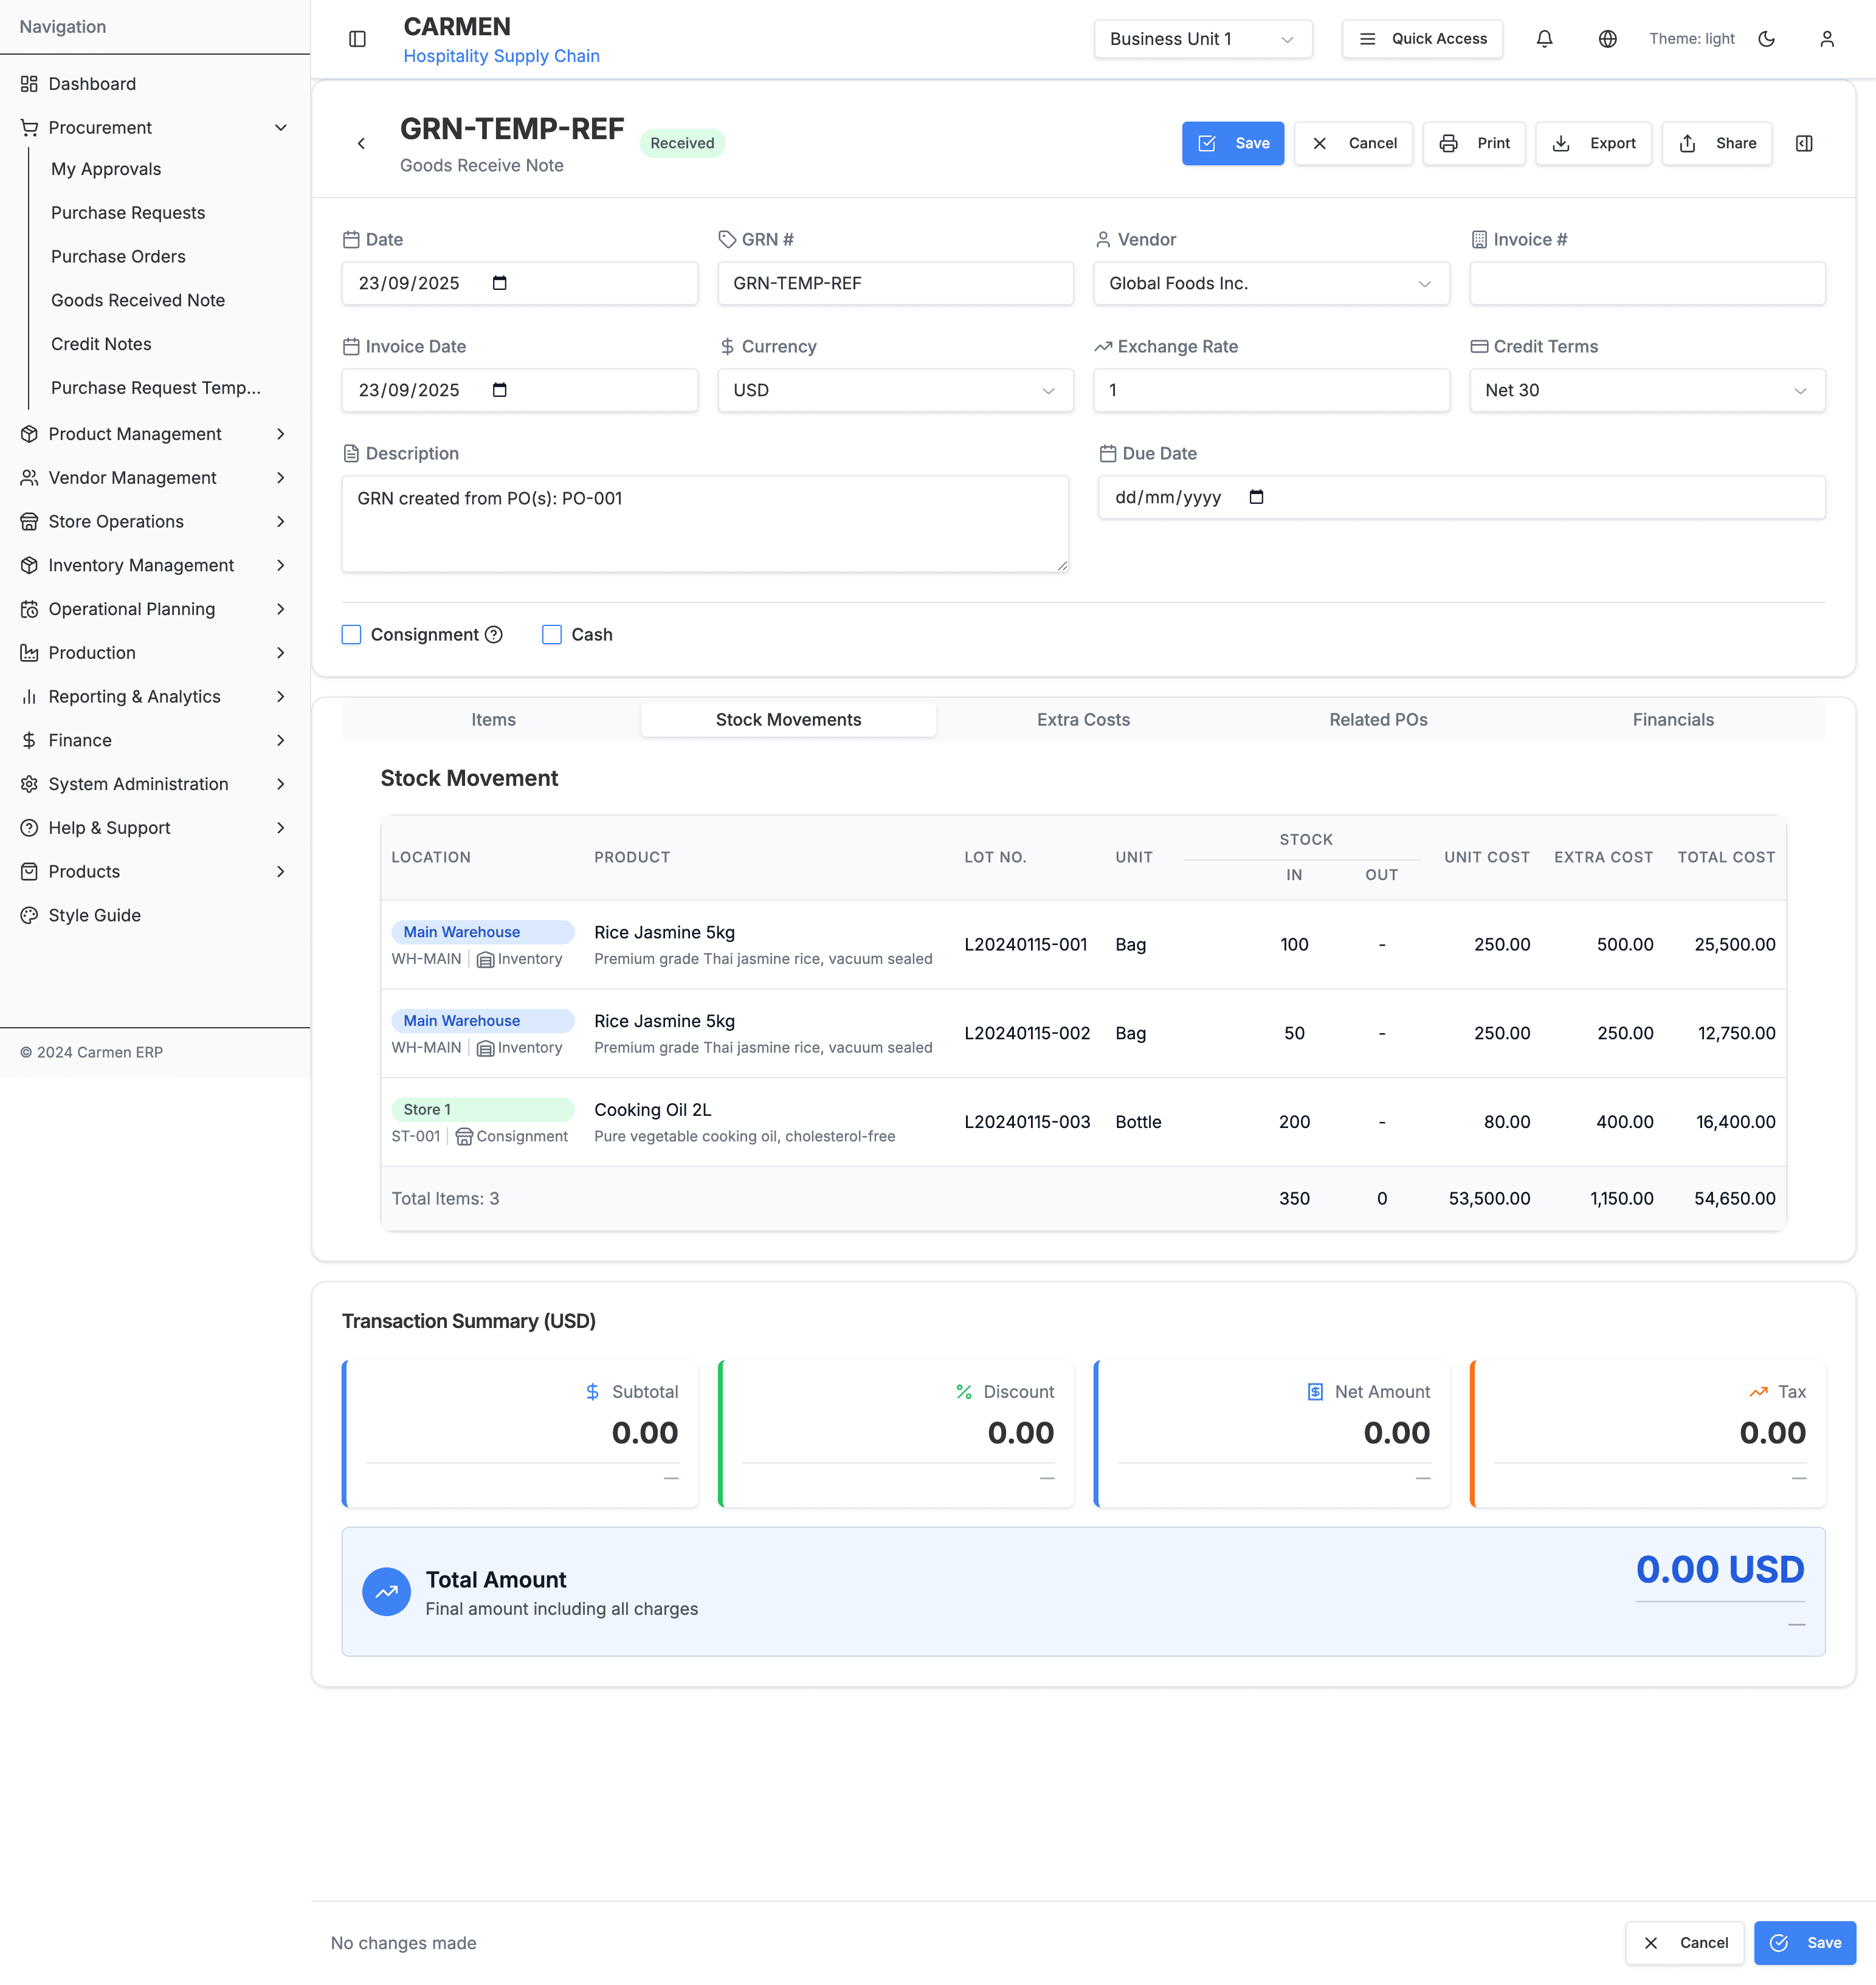 Navigation
Dashboard
Procurement
My Approvals
Purchase Requests
Purchase Orders
Goods Received Note
Credit Notes
Purchase Request Temp...
Product Management
Vendor Management
Store Operations
Inventory Management
Operational Planning
Production
Reporting & Analytics
Finance
System Administration
Help & Support
Products
Style Guide
© 2024 Carmen ERP
CARMEN
Hospitality Supply Chain
Business Unit 1
Quick Access
Theme: light
GRN-TEMP-REF
Received
Goods Receive Note
Save
Cancel
Print
Export
Share
Date
GRN #
Vendor
Invoice #
23/09/2025
GRN-TEMP-REF
Global Foods Inc.
Invoice Date
Currency
Exchange Rate
Credit Terms
23/09/2025
USD
1
Net 30
Description
Due Date
GRN created from PO(s): PO-001
dd/mm/yyyy
Consignment
Cash
Items
Stock Movements
Extra Costs
Related POs
Financials
Stock Movement
LOCATION PRODUCT LOT NO. UNIT STOCK IN OUT UNIT COST EXTRA COST TOTAL COST
Main Warehouse
WH-MAIN Inventory
Rice Jasmine 5kg
Premium grade Thai jasmine rice, vacuum sealed
L20240115-001 Bag 100 - 250.00 500.00 25,500.00
Main Warehouse
WH-MAIN Inventory
Rice Jasmine 5kg
Premium grade Thai jasmine rice, vacuum sealed
L20240115-002 Bag 50 - 250.00 250.00 12,750.00
Store 1
ST-001 Consignment
Cooking Oil 2L
Pure vegetable cooking oil, cholesterol-free
L20240115-003 Bottle 200 - 80.00 400.00 16,400.00
Total Items: 3 350 0 53,500.00 1,150.00 54,650.00
Transaction Summary (USD)
Subtotal
0.00
—
Discount
0.00
—
Net Amount
0.00
—
Tax
0.00
—
Total Amount
Final amount including all charges
0.00 USD
—
No changes made
Cancel
Save